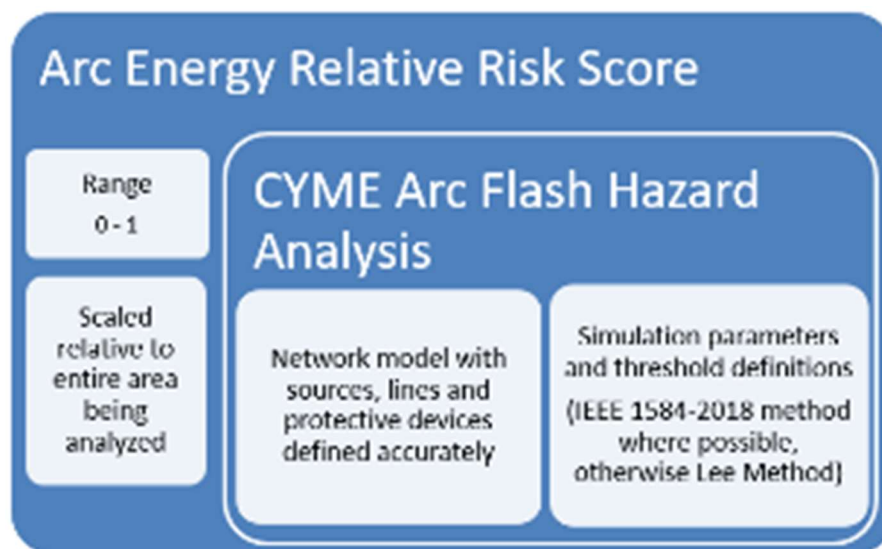 Arc Energy Relative Risk Score
Range
0 - 1
Scaled
relative to
entire area
being
analyzed
CYME Arc Flash Hazard
Analysis
Network model with
sources, lines and
protective devices
defined accurately
Simulation parameters
and threshold definitions
(IEEE 1584-2018 method
where possible,
otherwise Lee Method)